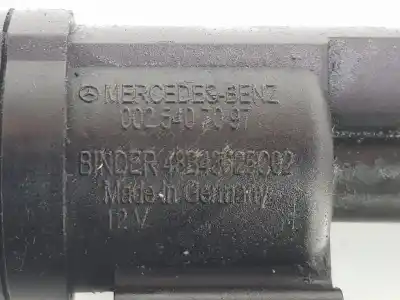 MERCEDES-BENZ
002 540 70 97
BINDER
Made in Germany
12 V